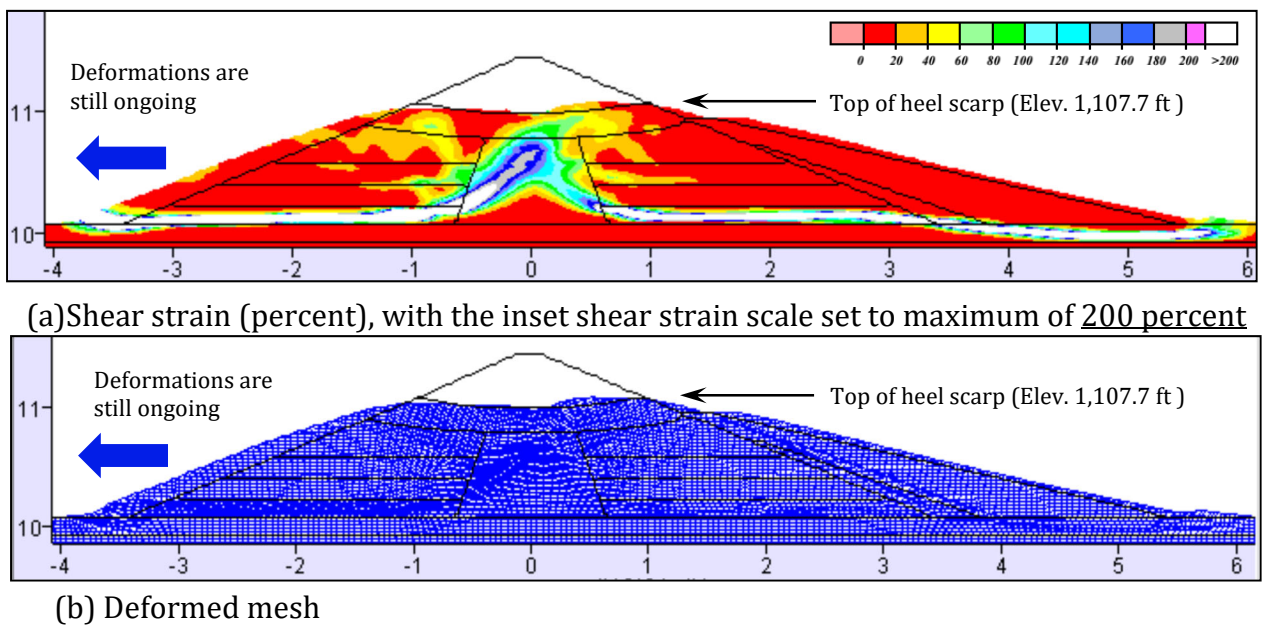 Deformations are
still ongoing
0 20 40 60 80 100 120 140 160 180 200 >200
Top of heel scarp (Elev. 1,107.7 ft )
11
10
-4 -3 -2 -1 0 1 2 3 4 5 6
(a)Shear strain (percent), with the inset shear strain scale set to maximum of 200 percent
Deformations are
still ongoing
Top of heel scarp (Elev. 1,107.7 ft )
11
10
-4 -3 -2 -1 0 1 2 3 4 5 6
(b) Deformed mesh